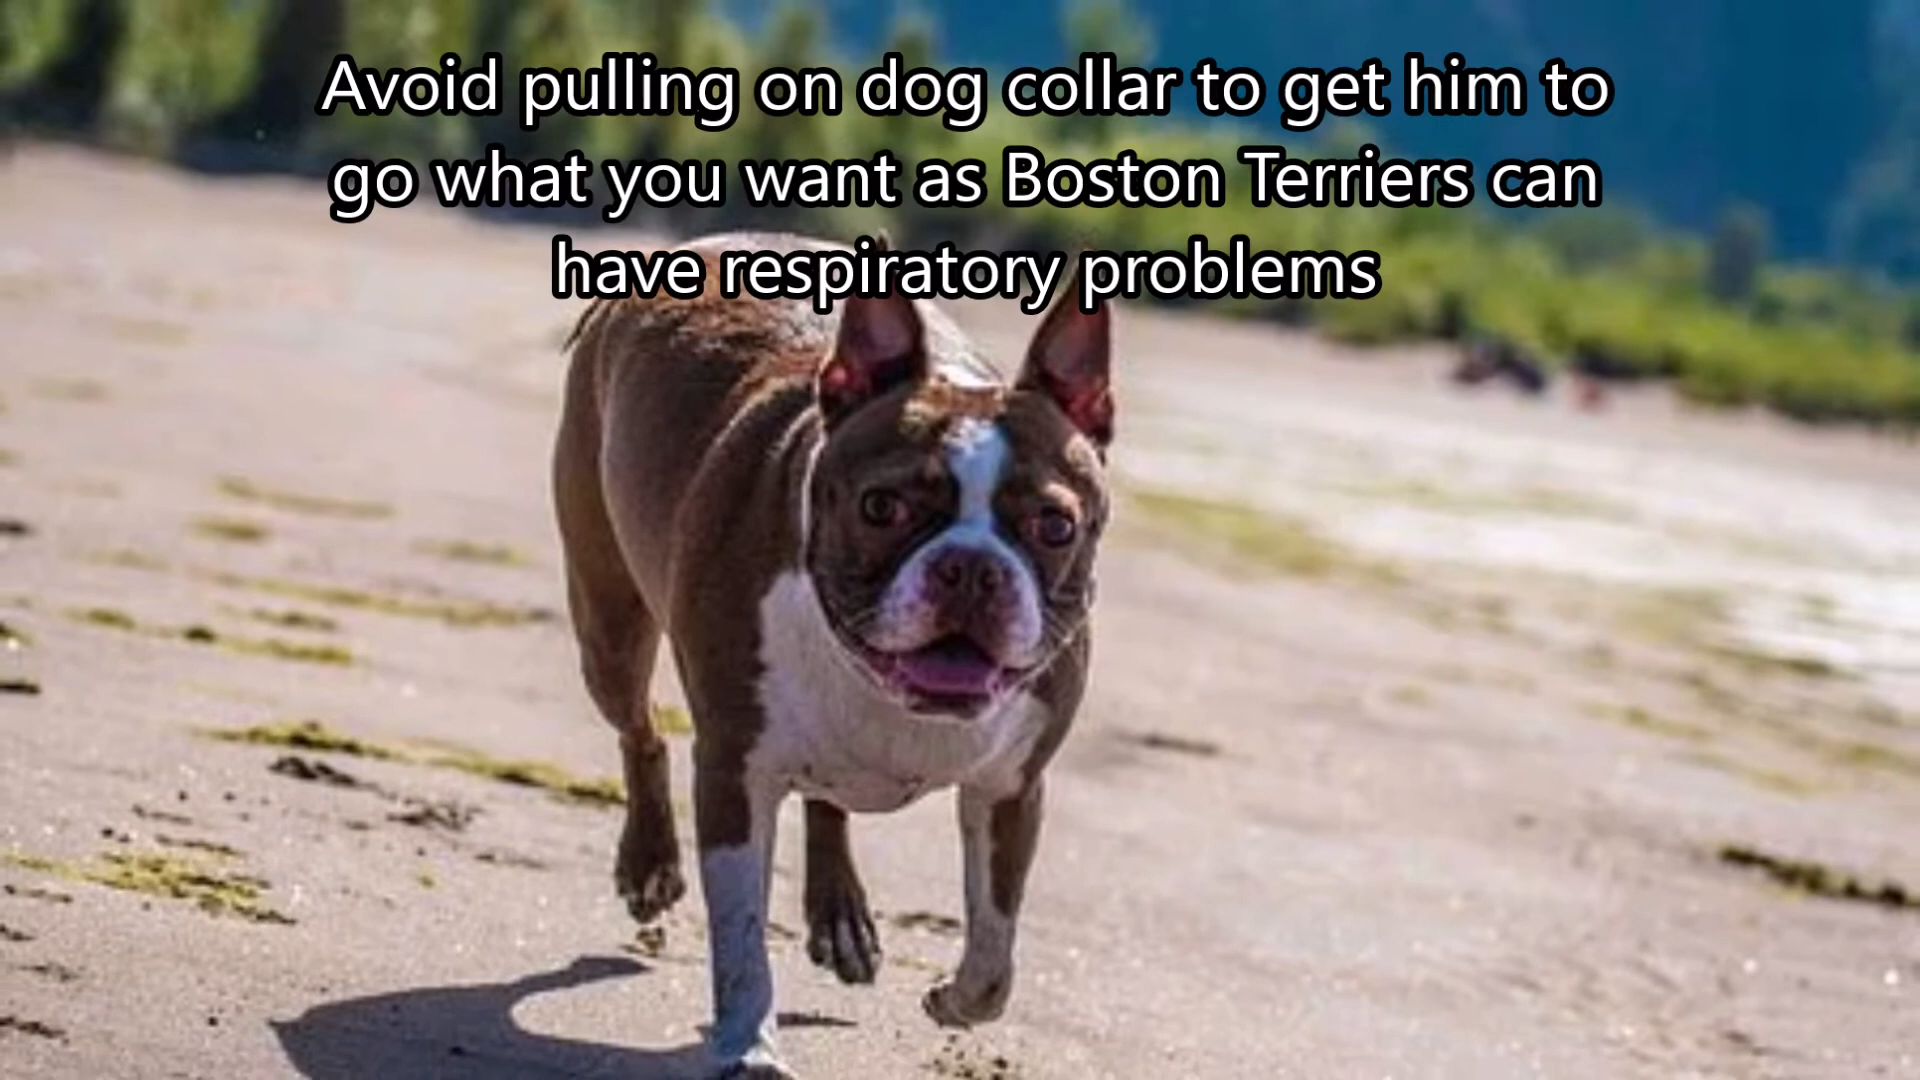 Avoid pulling on dog collar to get him to
go what you want as Boston Terriers can
have respiratory problems